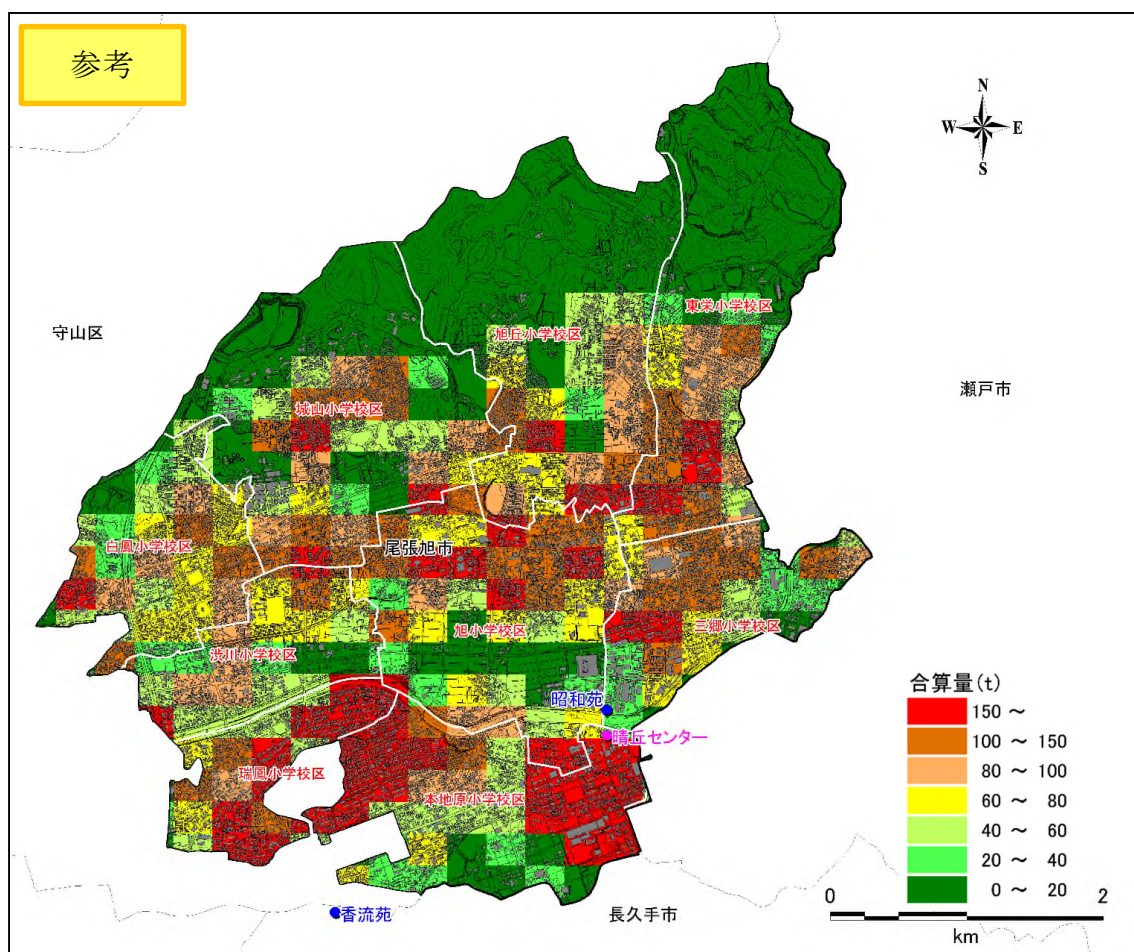 参考
N
W E
S
守山区
東栄小学校区
旭丘小学校区
瀬戸市
城山小学校区
白鳳小学校区
尾張旭市
旭小学校区
三郷小学校区
渋川小学校区
昭和苑
晴丘センター
瑞鳳小学校区
本地原小学校区
香流苑
長久手市
合算量(t)
150 ~
100 ~ 150
80 ~ 100
60 ~ 80
40 ~ 60
20 ~ 40
0 ~ 20
0 2
km